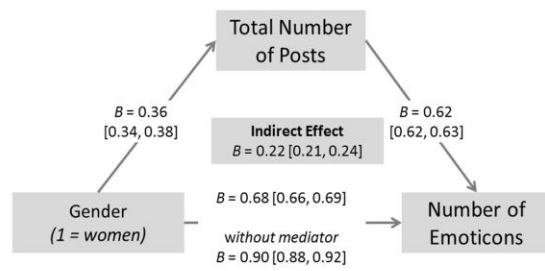 Total Number
of Posts
B = 0.36
[0.34, 0.38]
B = 0.62
[0.62, 0.63]
Indirect Effect
B = 0.22 [0.21, 0.24]
Gender
(1 = women)
B = 0.68 [0.66, 0.69]
without mediator
B = 0.90 [0.88, 0.92]
Number of
Emoticons